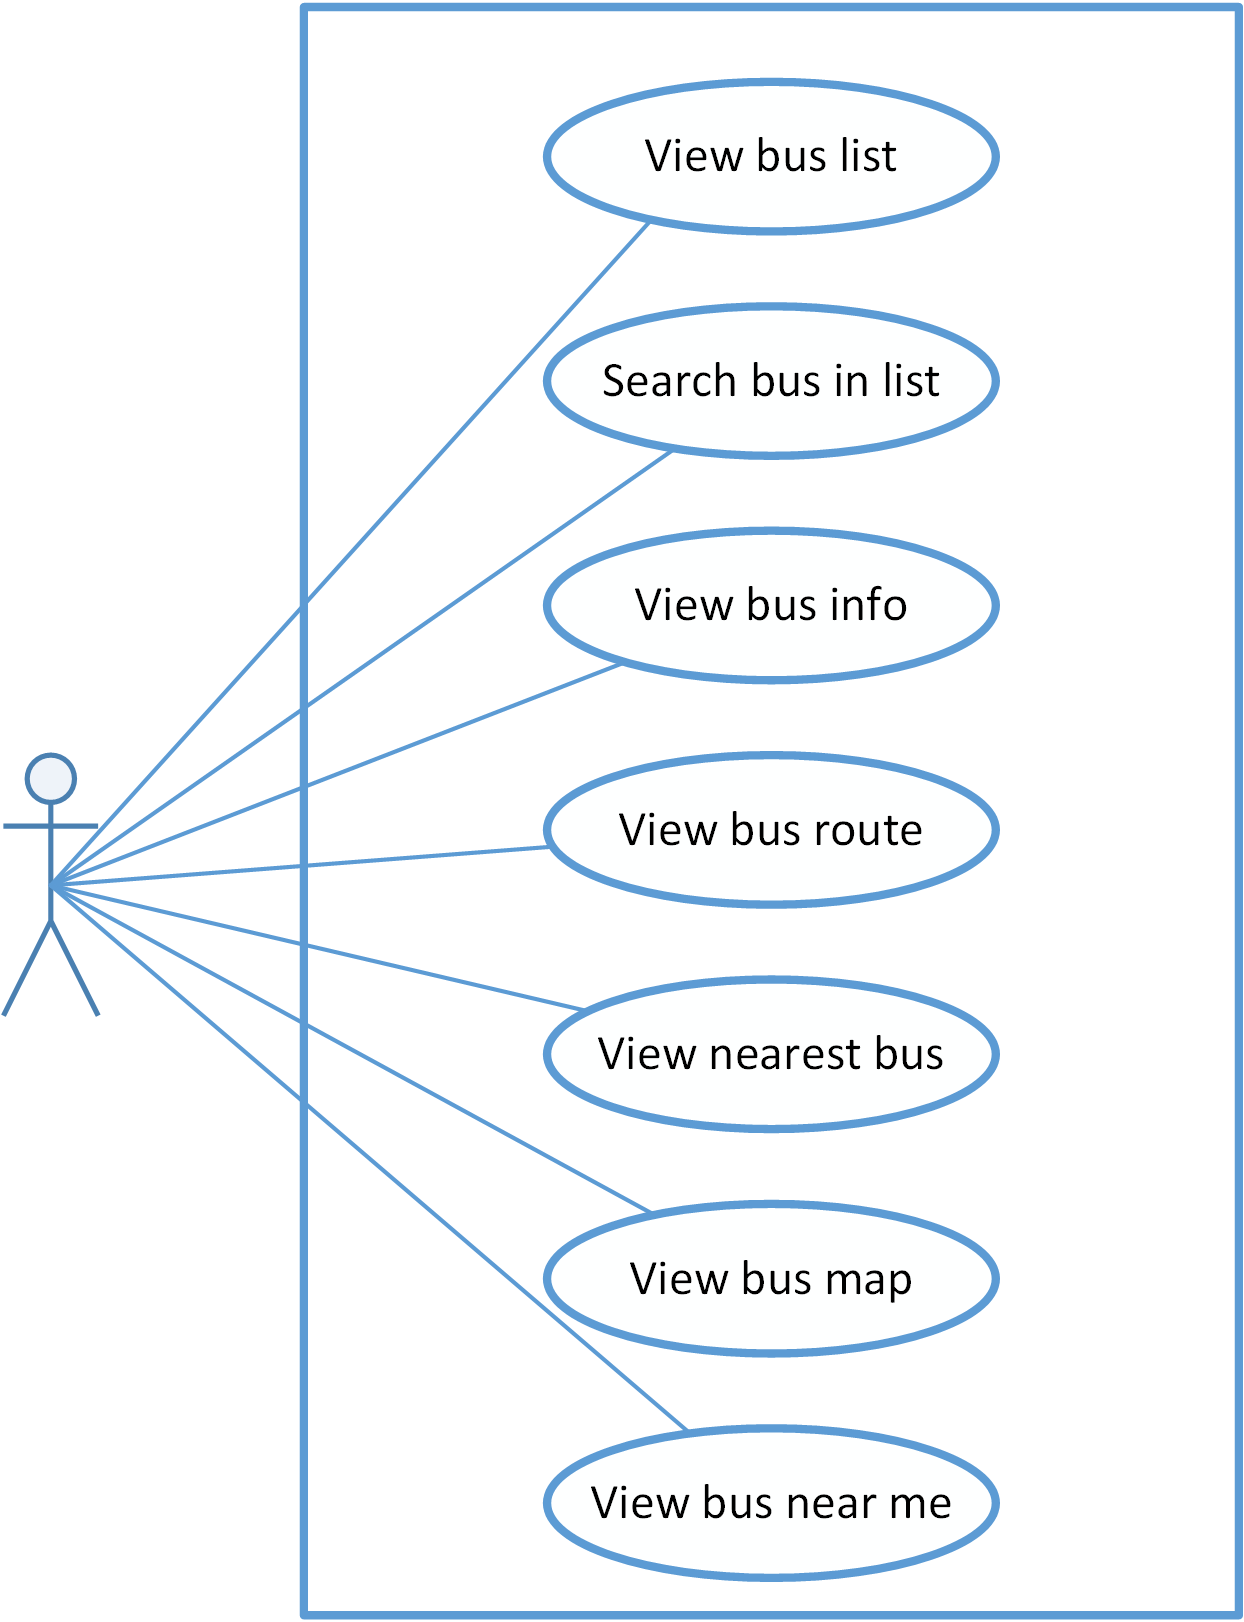 View bus list
Search bus in list
View bus info
View bus route
View nearest bus
View bus map
View bus near me